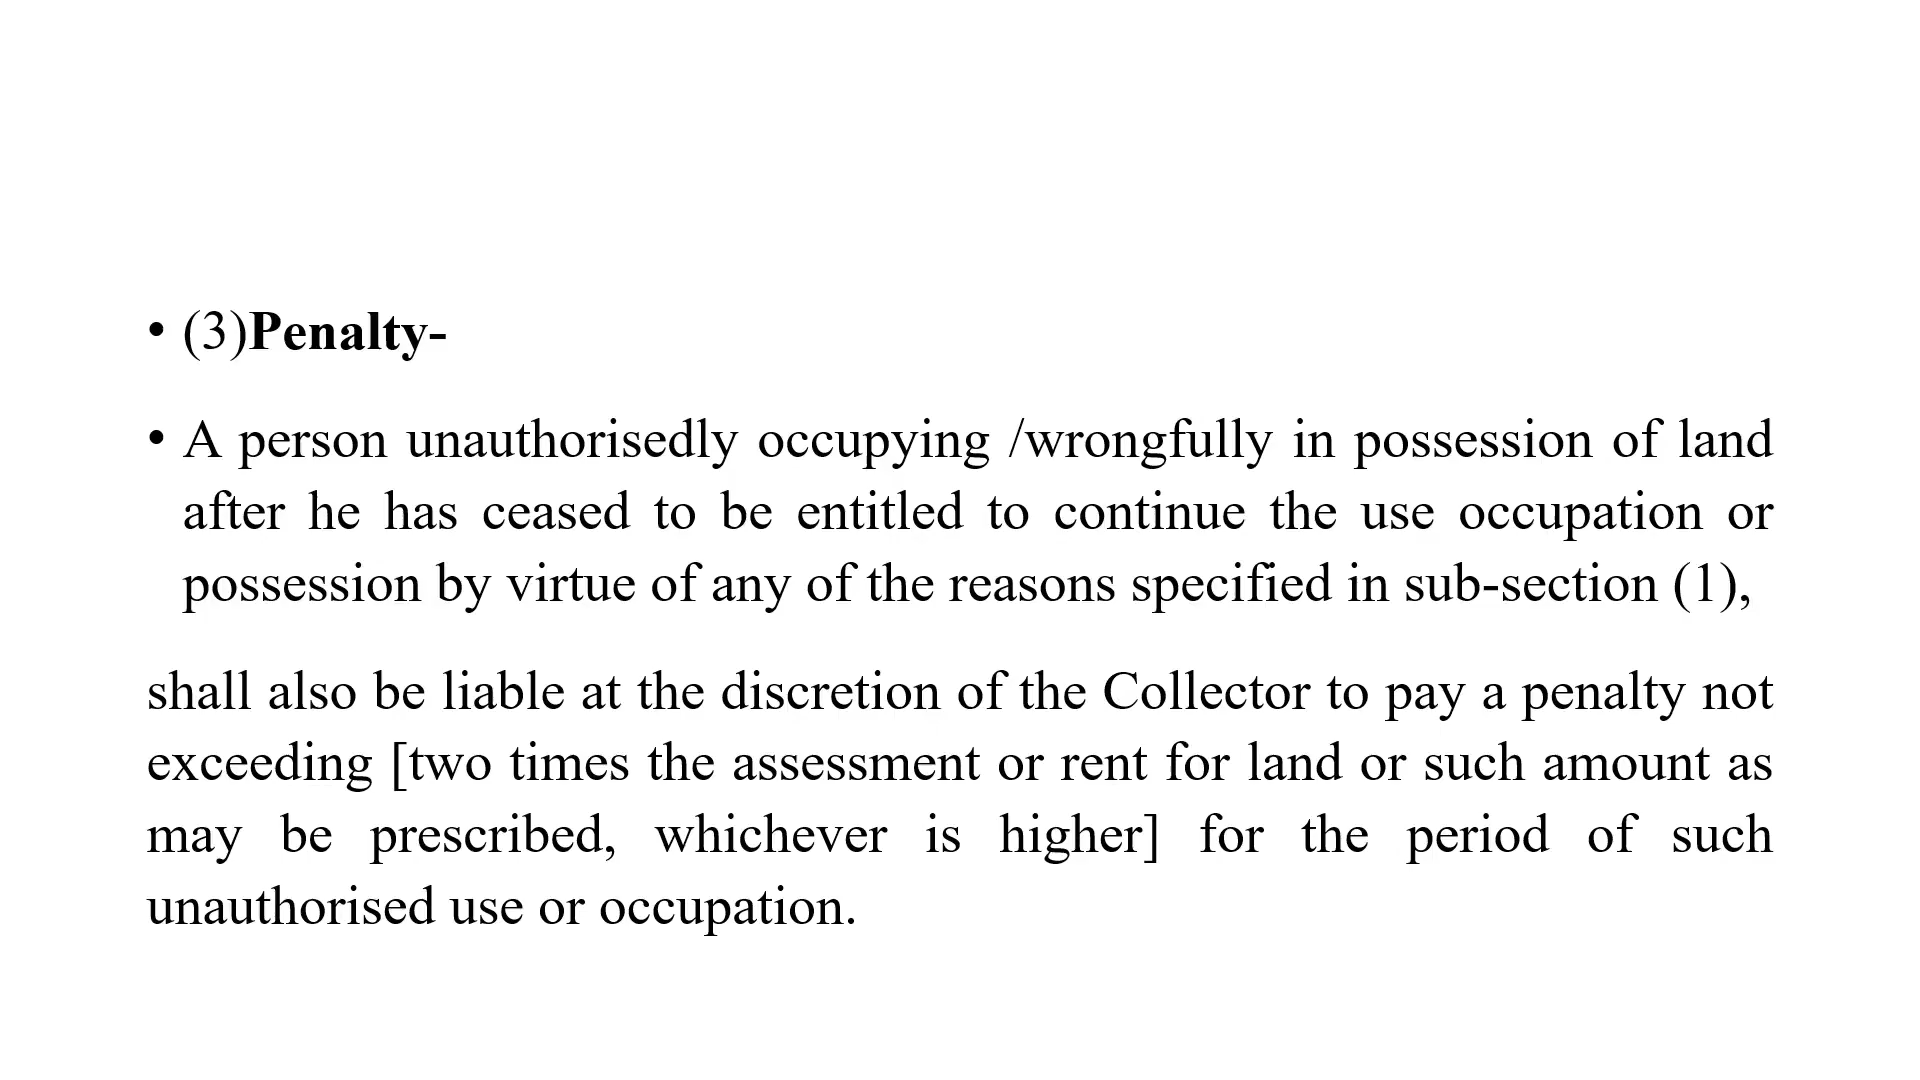 • (3)Penalty-
• A person unauthorisedly occupying /wrongfully in possession of land
after he has ceased to be entitled to continue the use occupation or
possession by virtue of any of the reasons specified in sub-section (1),
shall also be liable at the discretion of the Collector to pay a penalty not
exceeding [two times the assessment or rent for land or such amount as
may be prescribed, whichever is higher] for the period of such
unauthorised use or occupation.